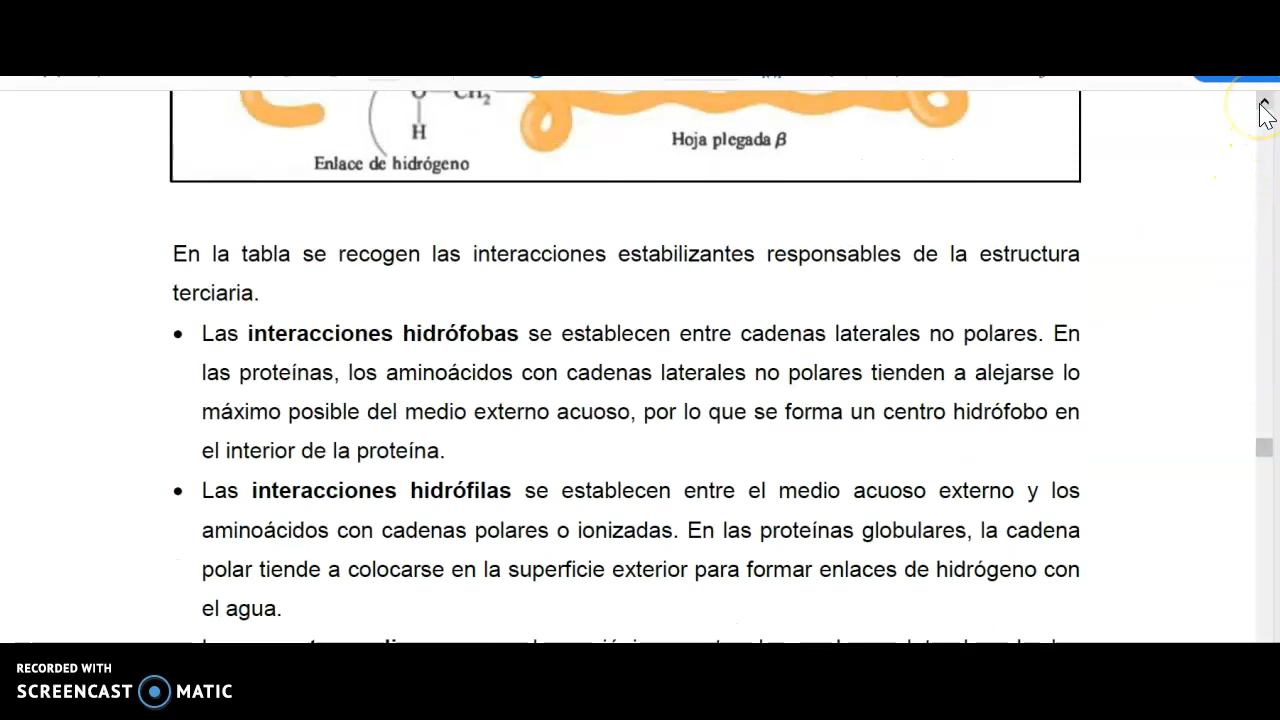 O — CH2
H
Hoja plegada β
Enlace de hidrógeno
En la tabla se recogen las interacciones estabilizantes responsables de la estructura
terciaria.
• Las interacciones hidrófobas se establecen entre cadenas laterales no polares. En
las proteínas, los aminoácidos con cadenas laterales no polares tienden a alejarse lo
máximo posible del medio externo acuoso, por lo que se forma un centro hidrófobo en
el interior de la proteína.
• Las interacciones hidrófilas se establecen entre el medio acuoso externo y los
aminoácidos con cadenas polares o ionizadas. En las proteínas globulares, la cadena
polar tiende a colocarse en la superficie exterior para formar enlaces de hidrógeno con
el agua.
RECORDED WITH
SCREENCAST MATIC